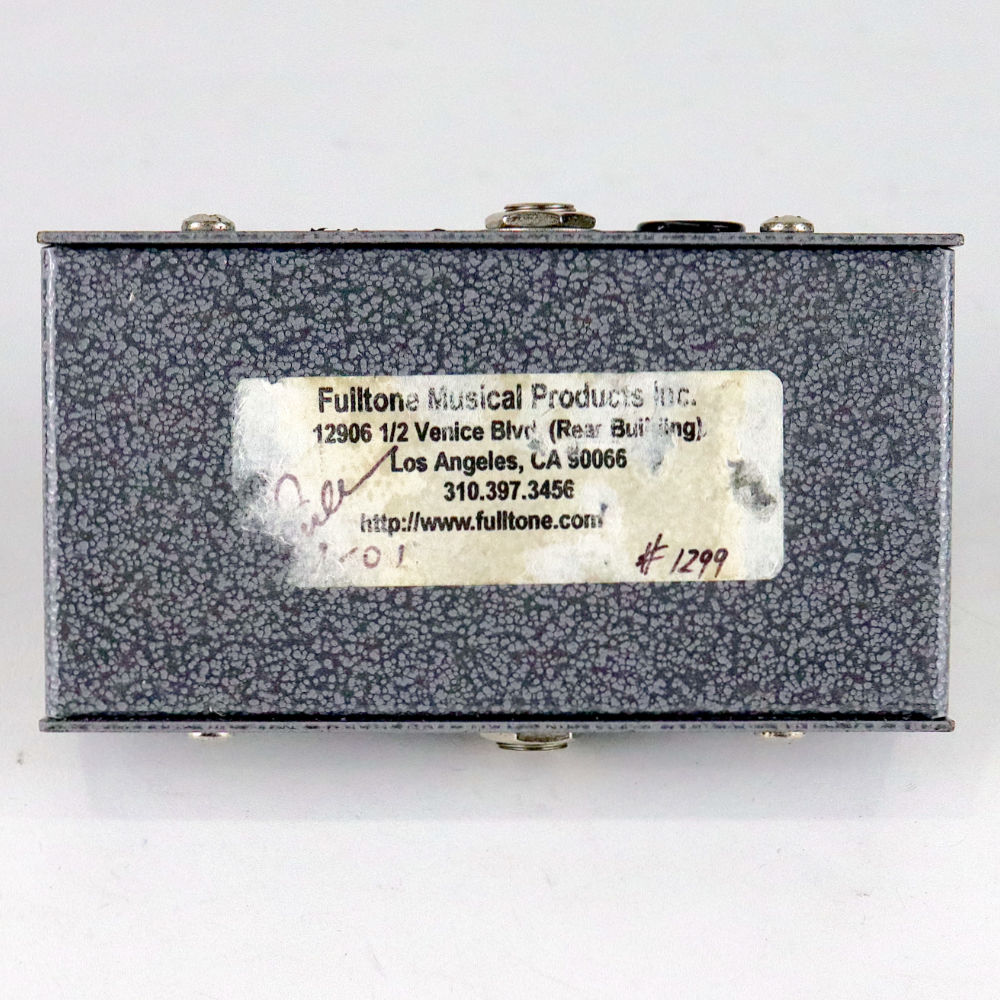 Fulltone Musical Products Inc.
12906 1/2 Venice Blvd. (Rear Building).
Los Angeles, CA 90066
310.397.3456
http://www.fulltone.com
#1299